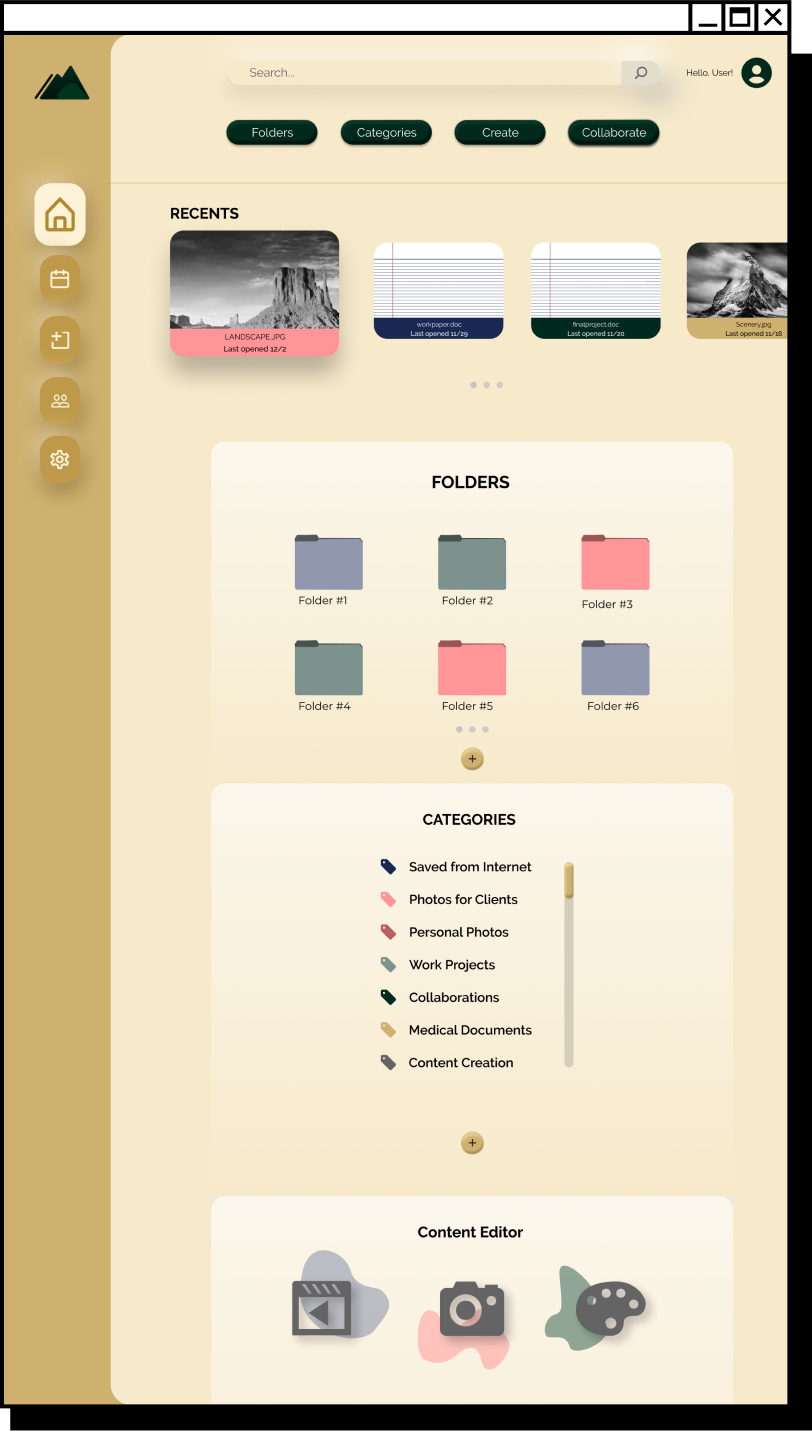 Search...
Hello, User!
Folders
Categories
Create
Collaborate
RECENTS
LANDSCAPE.JPG
Last opened 12/2
workpaper.doc
Last opened 11/29
finalproject.doc
Last opened 11/20
Scenery.jpg
Last opened 11/18
FOLDERS
Folder #1
Folder #2
Folder #3
Folder #4
Folder #5
Folder #6
+
CATEGORIES
Saved from Internet
Photos for Clients
Personal Photos
Work Projects
Collaborations
Medical Documents
Content Creation
+
Content Editor